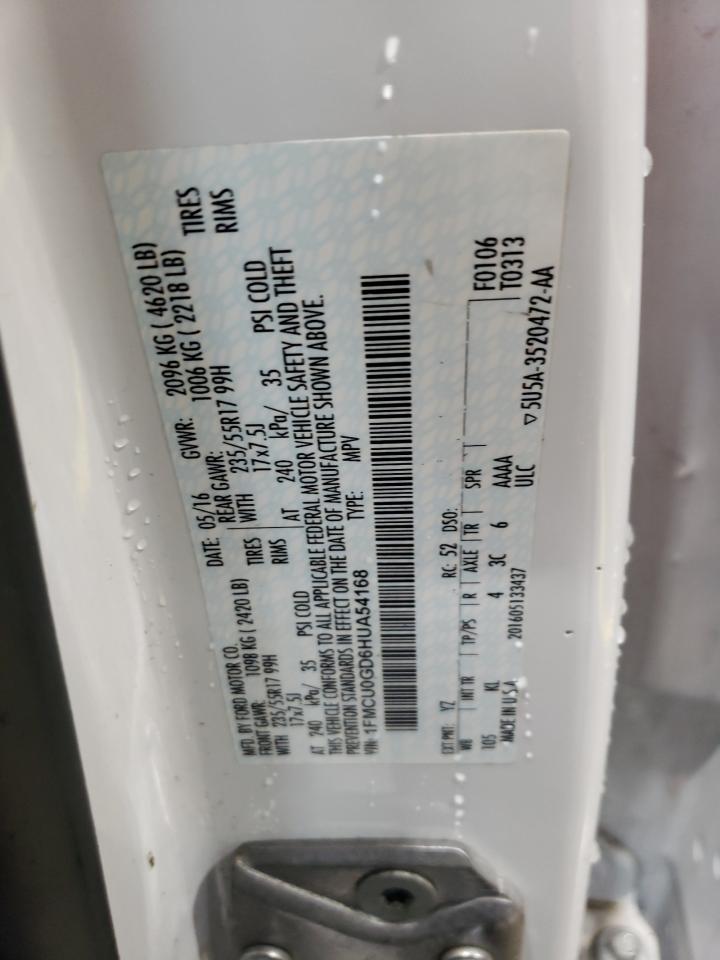 MFD. BY FORD MOTOR CO.
DATE: 05/16 GVWR: 2096 KG ( 4620 LB)
FRONT GAWR: 1098 KG ( 2420 LB) REAR GAWR: 1006 KG ( 2218 LB)
WITH 235/55R17 99H TIRES WITH 235/55R17 99H TIRES
17x7.5J RIMS 17x7.5J RIMS
AT 240 kPa/ 35 PSI COLD AT 240 kPa/ 35 PSI COLD
THIS VEHICLE CONFORMS TO ALL APPLICABLE FEDERAL MOTOR VEHICLE SAFETY AND THEFT
PREVENTION STANDARDS IN EFFECT ON THE DATE OF MANUFACTURE SHOWN ABOVE.
VIN: 1FMCU0GD6HUA54168 TYPE: MPV
EXT PNT: YZ RC: 52 DSO: F0106
WB INT TR TP/PS R AXLE TR SPR T0313
105 KL 4 3C 6 AAAA
MADE IN U.S.A. 201605133437 ULC ▽5U5A-3520472-AA